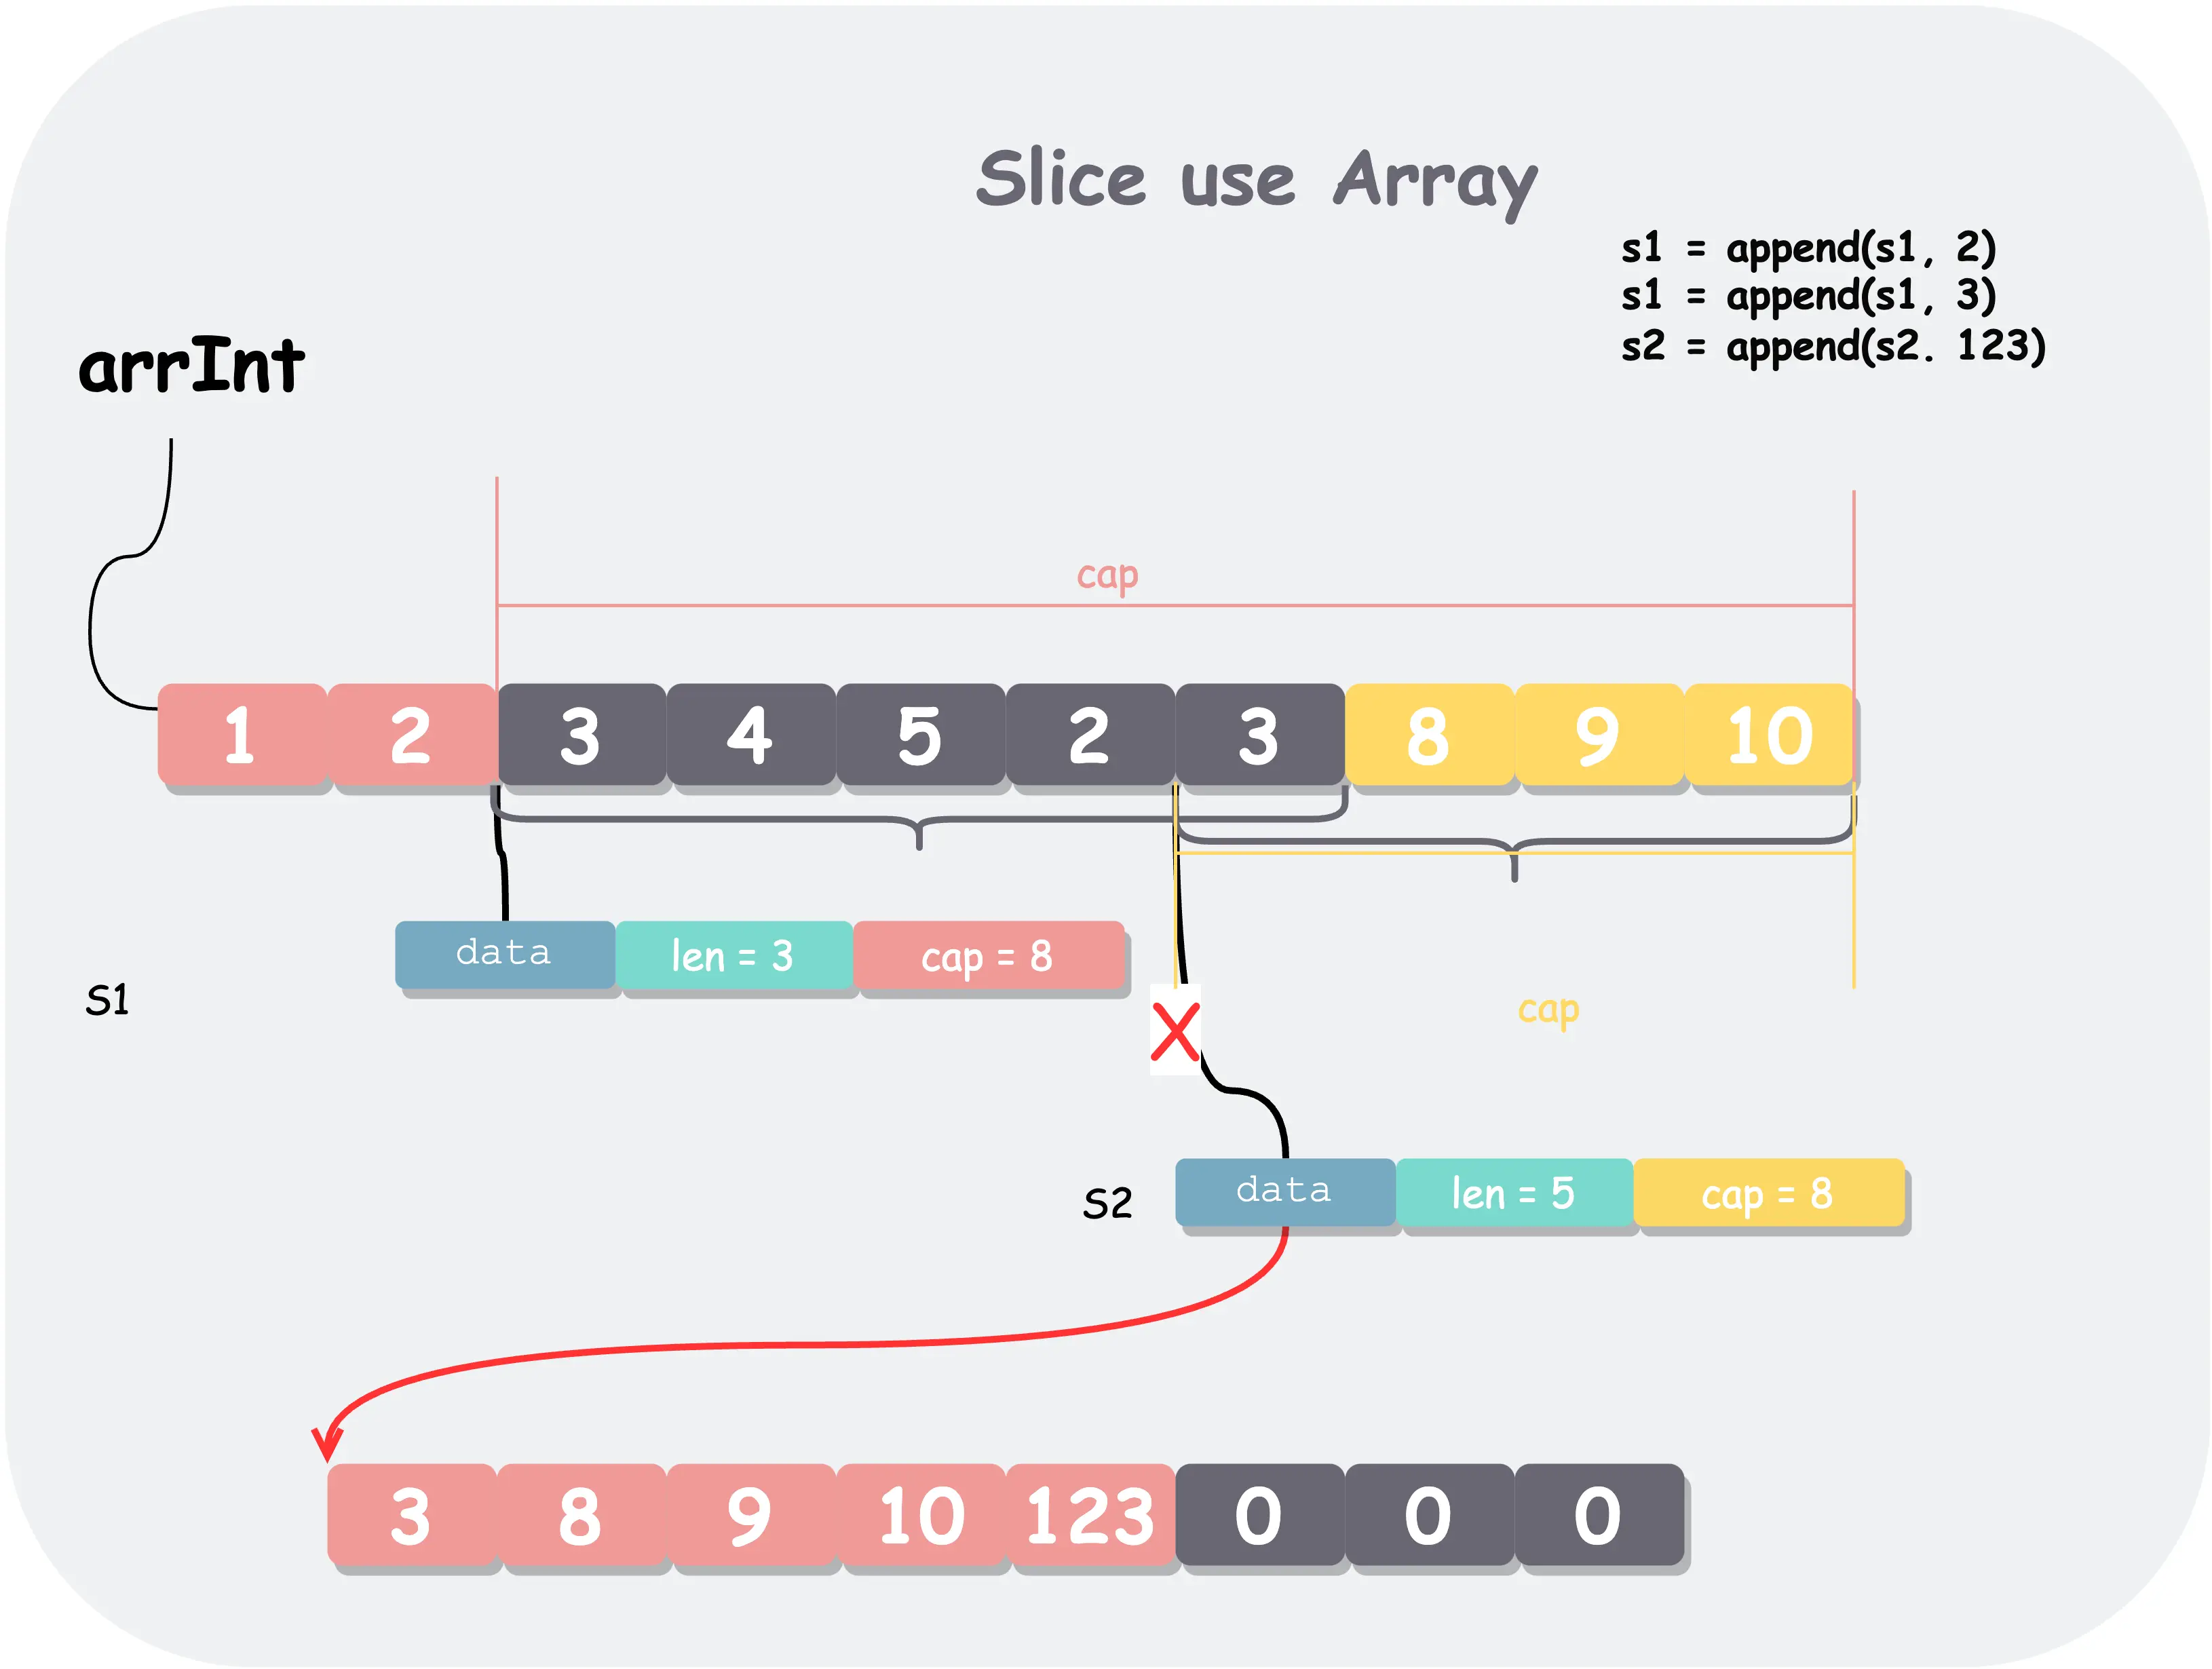 Slice use Array
s1 = append(s1, 2)
s1 = append(s1, 3)
s2 = append(s2. 123)
arrInt
cap
1 2 3 4 5 2 3 8 9 10
data len = 3 cap = 8
S1
cap
S2 data len = 5 cap = 8
3 8 9 10 123 0 0 0